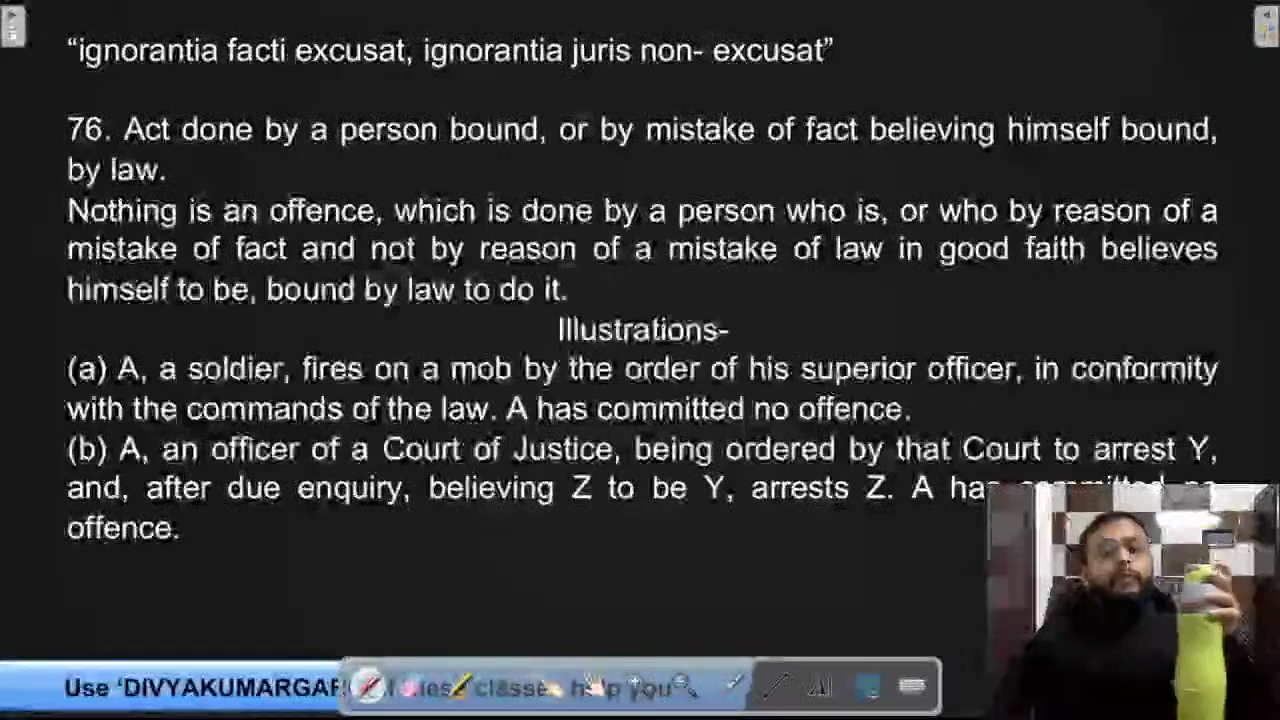 “ignorantia facti excusat, ignorantia juris non- excusat”
76. Act done by a person bound, or by mistake of fact believing himself bound,
by law.
Nothing is an offence, which is done by a person who is, or who by reason of a
mistake of fact and not by reason of a mistake of law in good faith believes
himself to be, bound by law to do it.
Illustrations-
(a) A, a soldier, fires on a mob by the order of his superior officer, in conformity
with the commands of the law. A has committed no offence.
(b) A, an officer of a Court of Justice, being ordered by that Court to arrest Y,
and, after due enquiry, believing Z to be Y, arrests Z. A has committed no
offence.
Use ‘DIVYAKUMARGAR classes help you